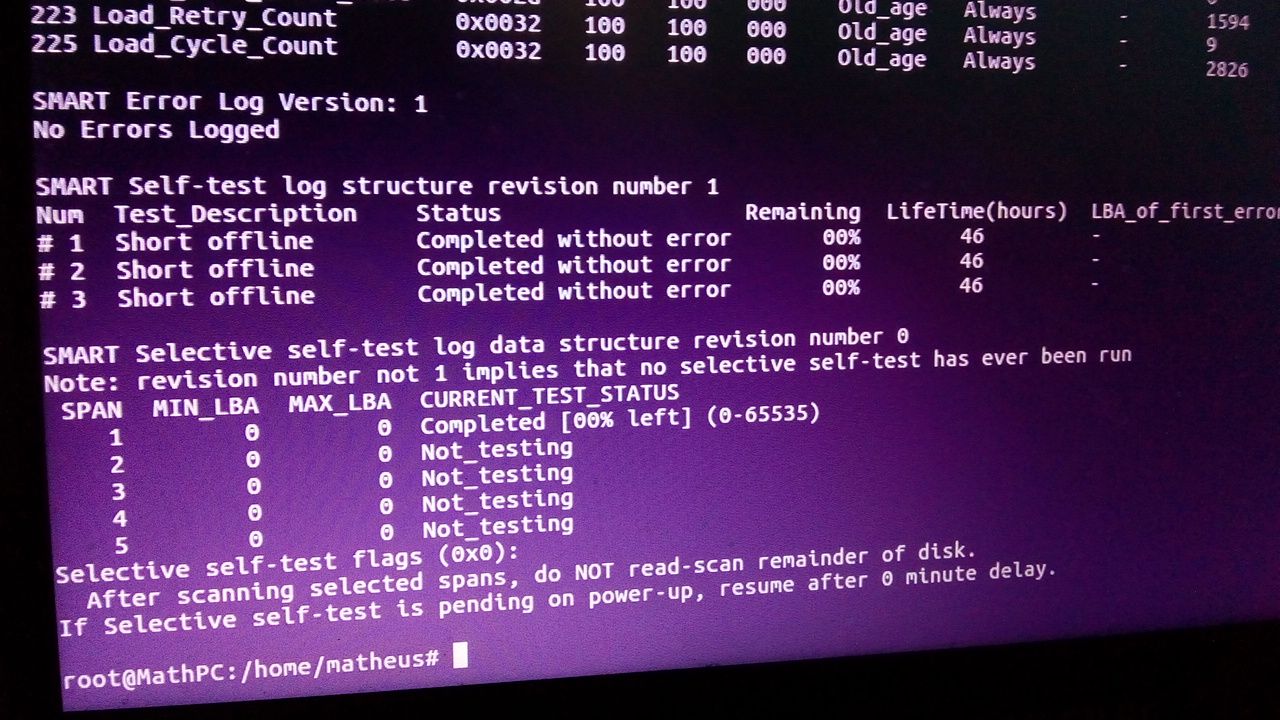 100 100 000 Old_age Always -
223 Load_Retry_Count 0x0032 100 100 000 Old_age Always - 9
225 Load_Cycle_Count 0x0032 100 100 000 Old_age Always - 2826
SMART Error Log Version: 1
No Errors Logged
SMART Self-test log structure revision number 1
Num Test_Description Status Remaining LifeTime(hours) LBA_of_first_error
# 1 Short offline Completed without error 00% 46 -
# 2 Short offline Completed without error 00% 46 -
# 3 Short offline Completed without error 00% 46 -
SMART Selective self-test log data structure revision number 0
Note: revision number not 1 implies that no selective self-test has ever been run
SPAN MIN_LBA MAX_LBA CURRENT_TEST_STATUS
1 0 0 Completed [00% left] (0-65535)
2 0 0 Not_testing
3 0 0 Not_testing
4 0 0 Not_testing
5 0 0 Not_testing
Selective self-test flags (0x0):
After scanning selected spans, do NOT read-scan remainder of disk.
If Selective self-test is pending on power-up, resume after 0 minute delay.
root@MathPC:/home/matheus#